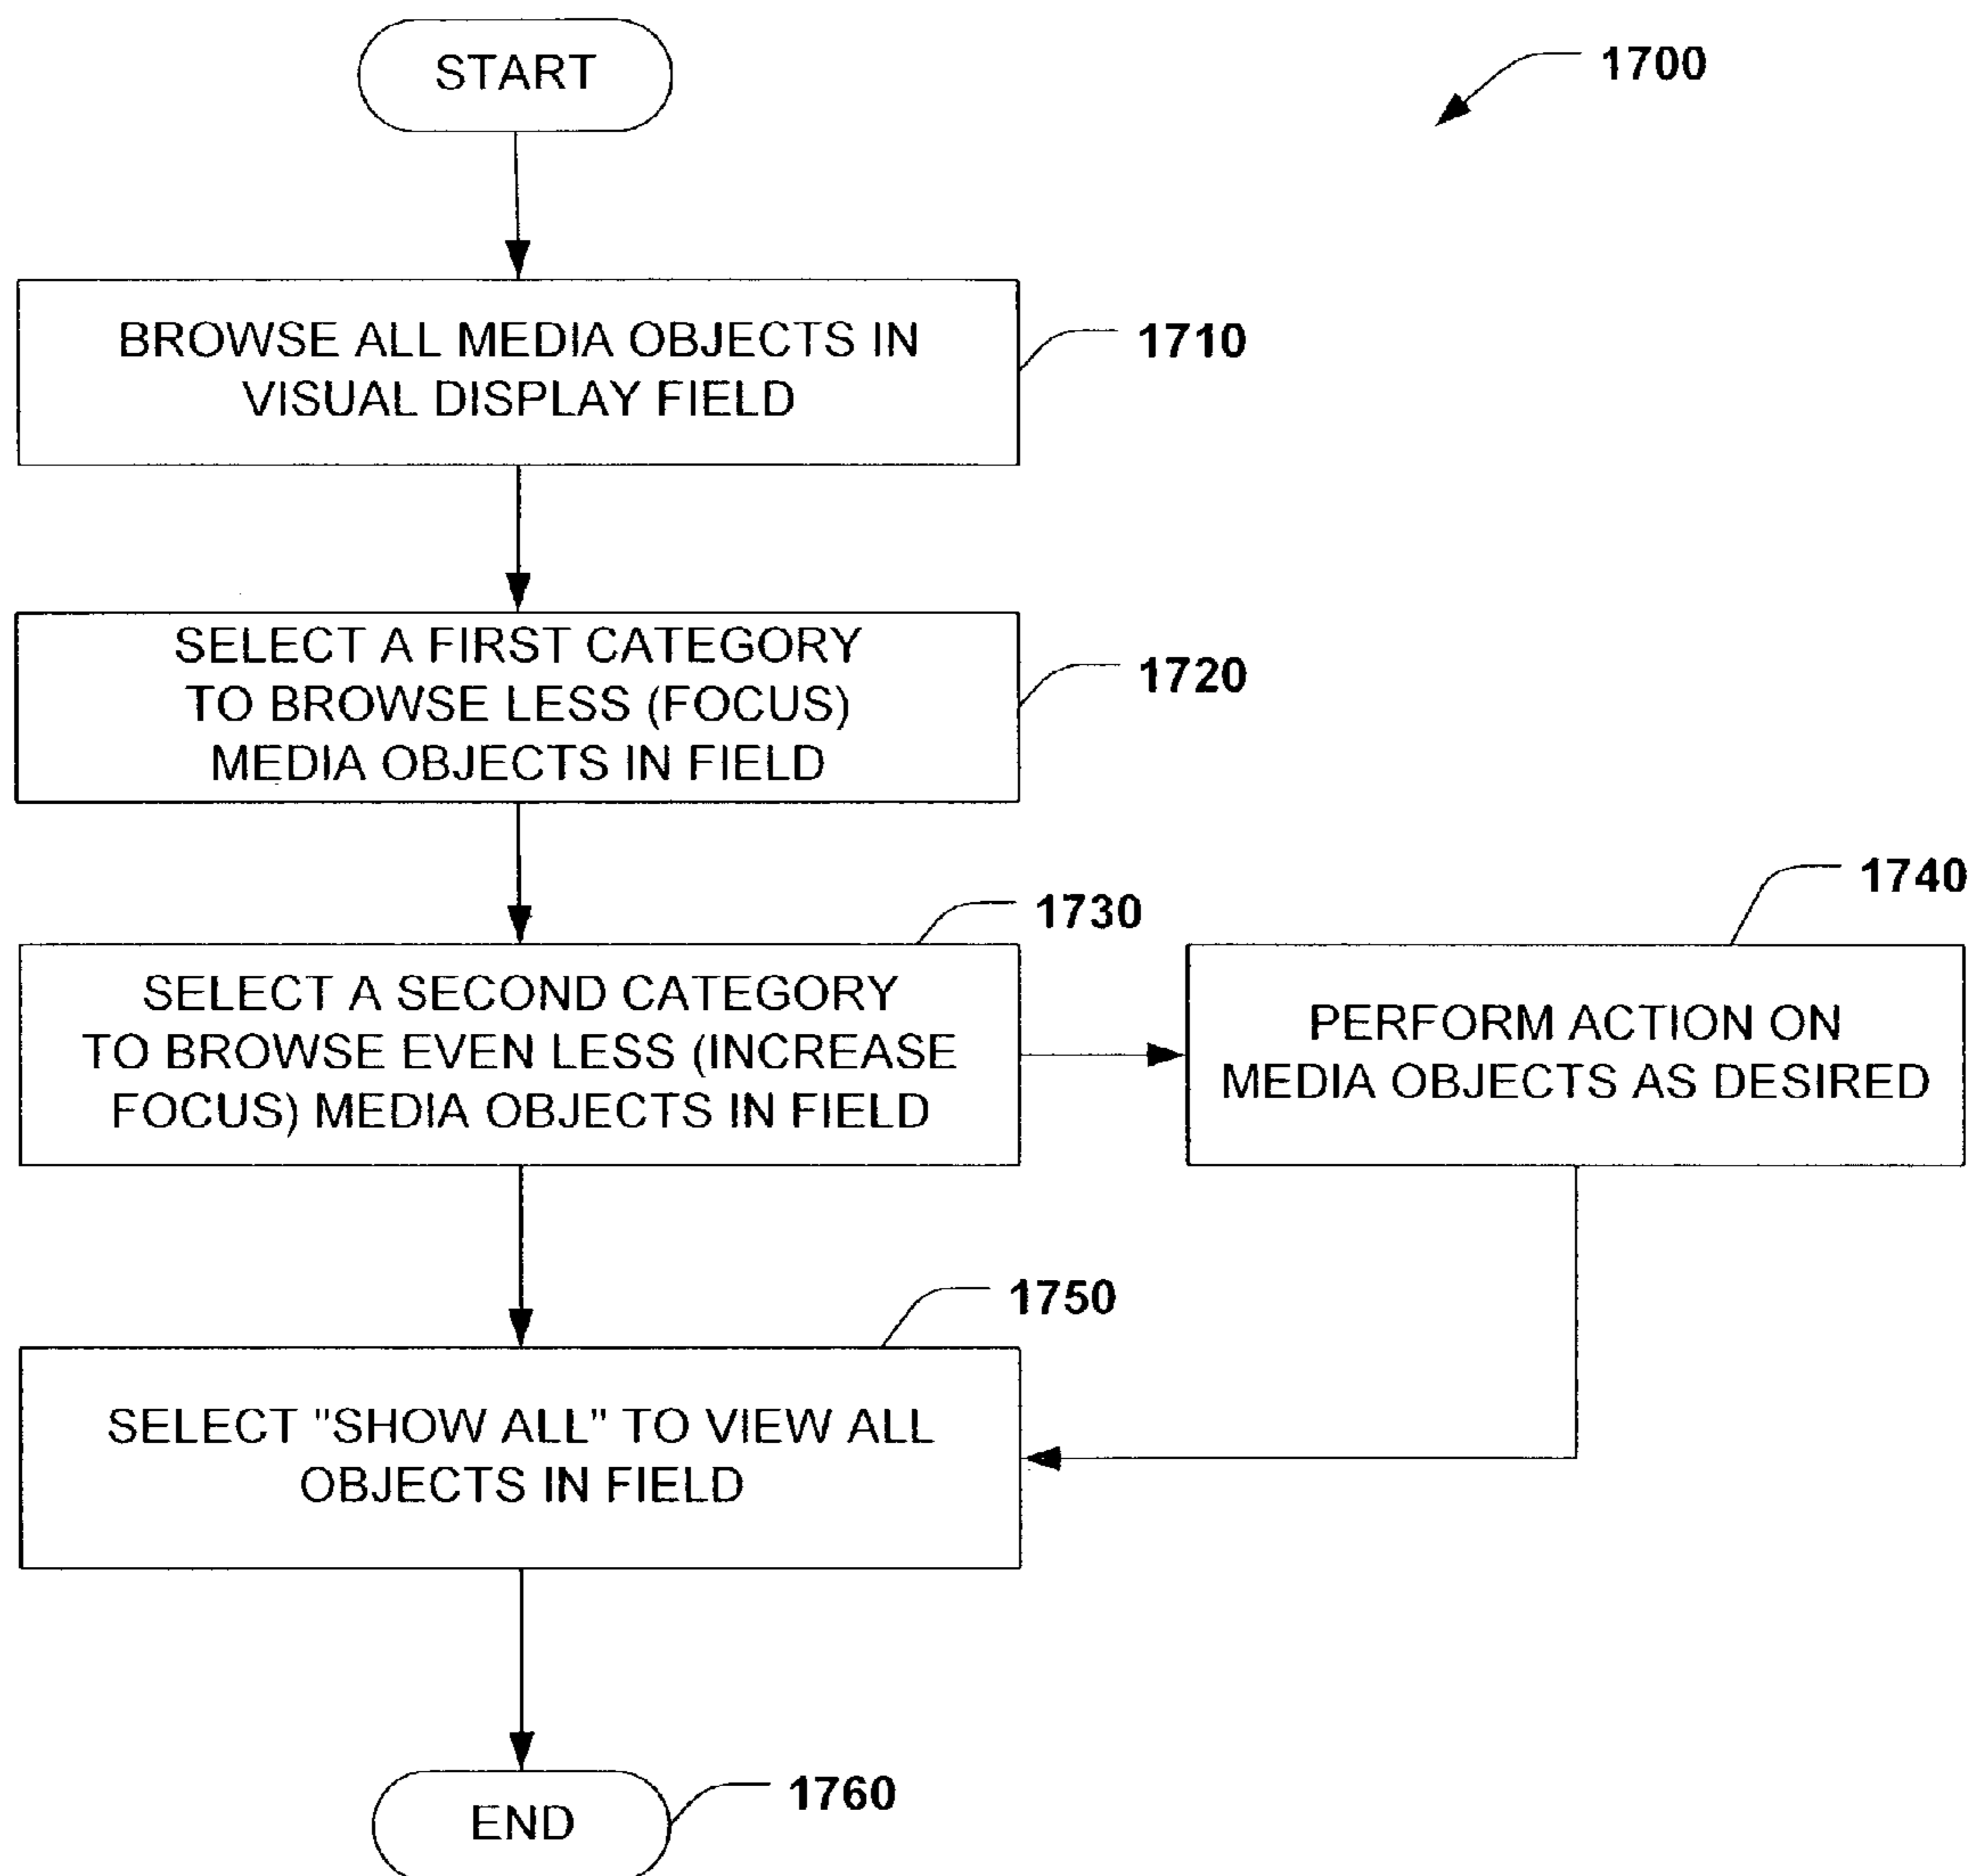 START
1700
BROWSE ALL MEDIA OBJECTS IN
VISUAL DISPLAY FIELD
1710
SELECT A FIRST CATEGORY
TO BROWSE LESS (FOCUS)
MEDIA OBJECTS IN FIELD
1720
1730
SELECT A SECOND CATEGORY
TO BROWSE EVEN LESS (INCREASE
FOCUS) MEDIA OBJECTS IN FIELD
1740
PERFORM ACTION ON
MEDIA OBJECTS AS DESIRED
1750
SELECT "SHOW ALL" TO VIEW ALL
OBJECTS IN FIELD
END
1760